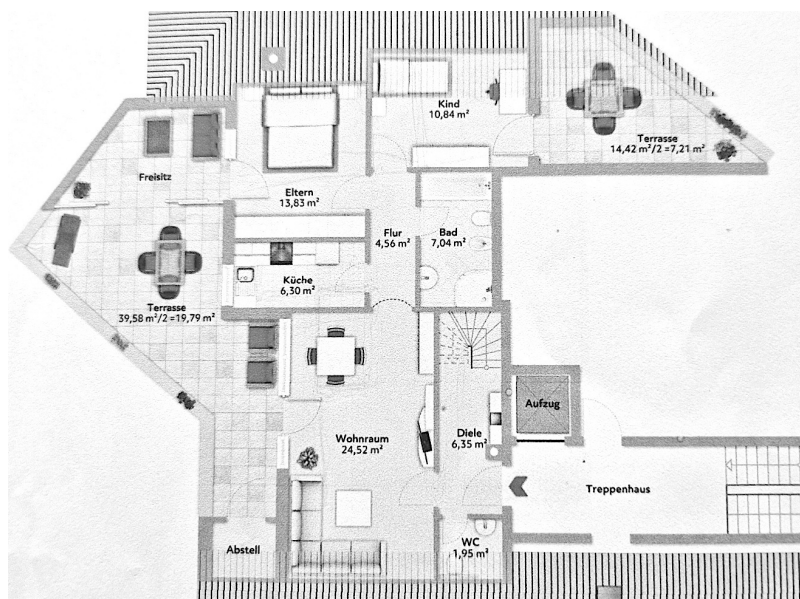 Kind
10,84 m²
Terrasse
14,42 m²/2 =7,21 m²
Freisitz
Eltern
13,83 m²
Flur
4,56 m²
Bad
7,04 m²
Küche
6,30 m²
Terrasse
39,58 m²/2 =19,79 m²
Aufzug
Wohnraum
24,52 m²
Diele
6,35 m²
Treppenhaus
Abstell
WC
1,95 m²